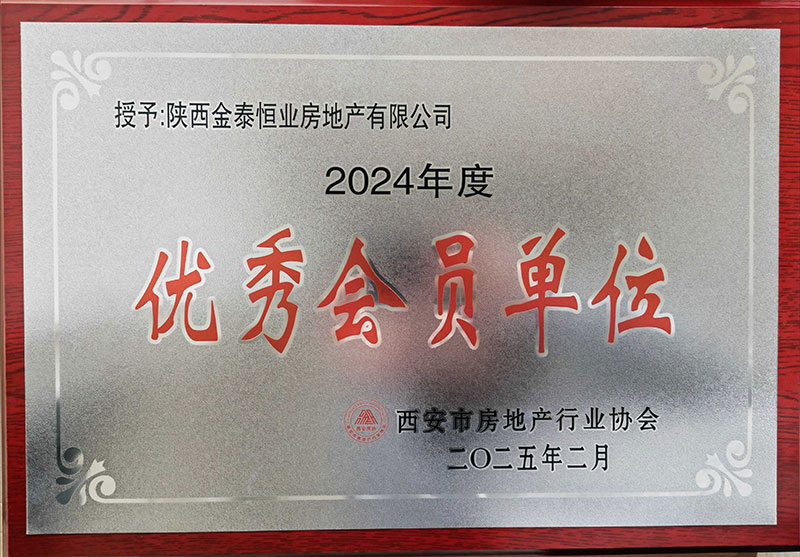 授予:陕西金泰恒业房地产有限公司
2024年度
优秀会员单位
西安市房地产行业协会
二〇二五年二月